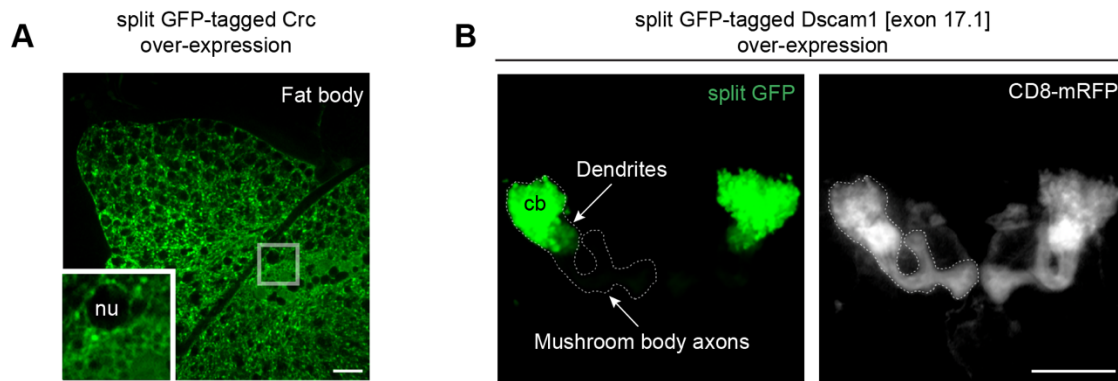 A
split GFP-tagged Crc
over-expression
Fat body
nu
B
split GFP-tagged Dscam1 [exon 17.1]
over-expression
split GFP
Dendrites
cb
Mushroom body axons
CD8-mRFP